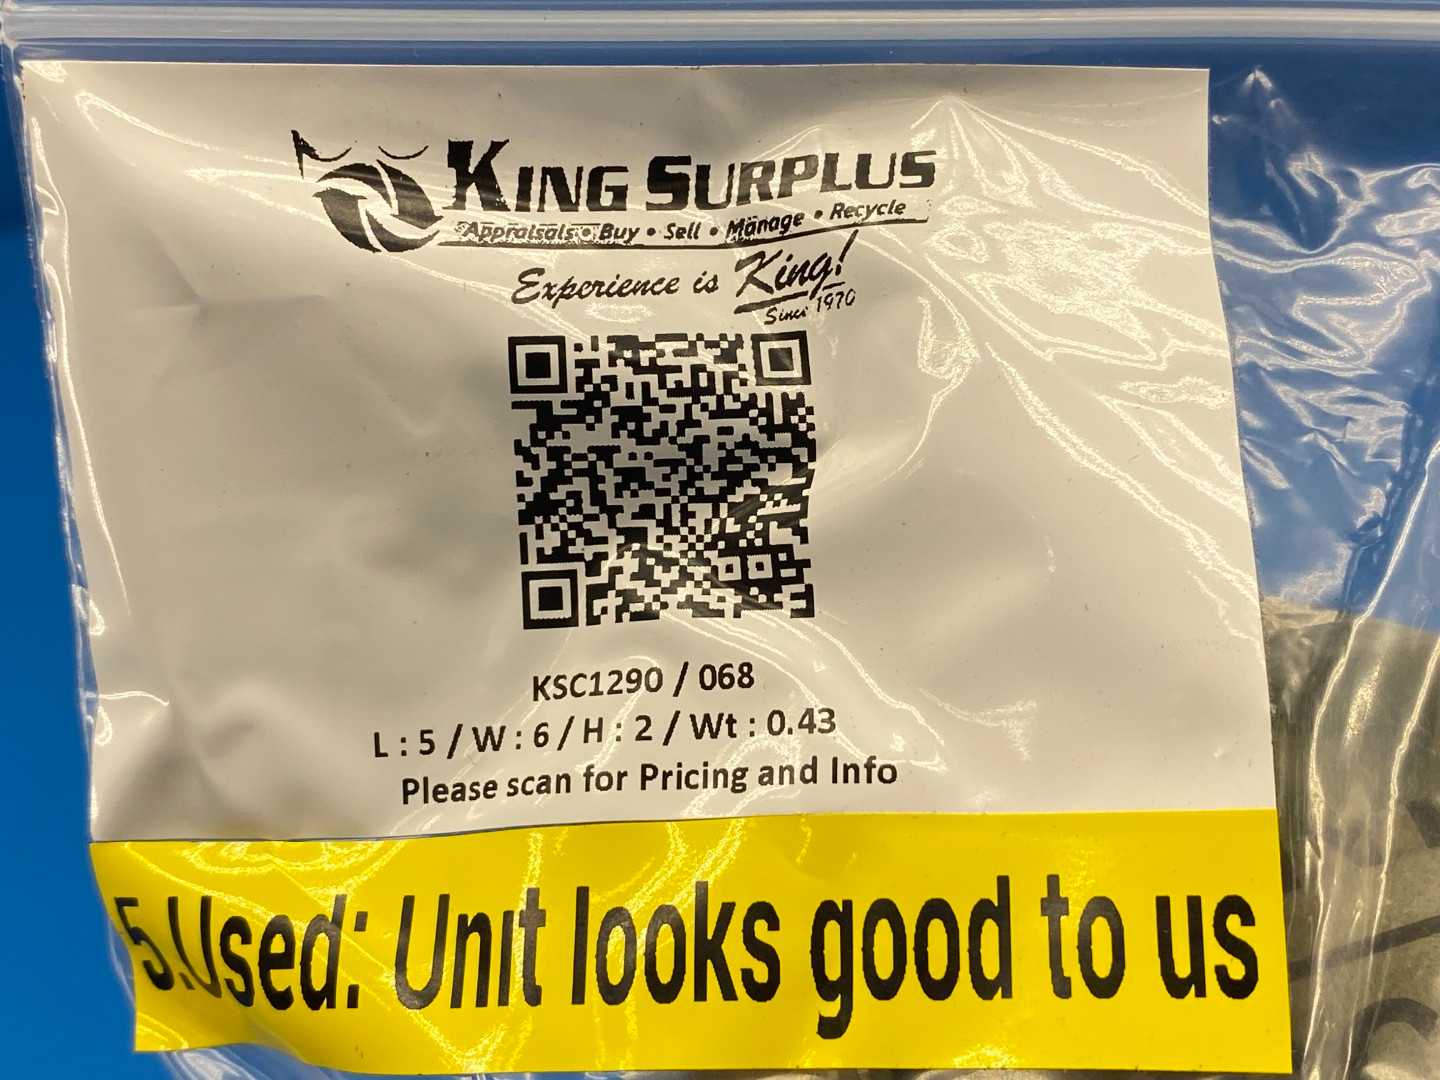 KING SURPLUS
Appraisals • Buy • Sell • Manage • Recycle
Experience is King!
Since 1970
KSC1290 / 068
L : 5 / W : 6 / H : 2 / Wt : 0.43
Please scan for Pricing and Info
5.Used: Unit looks good to us